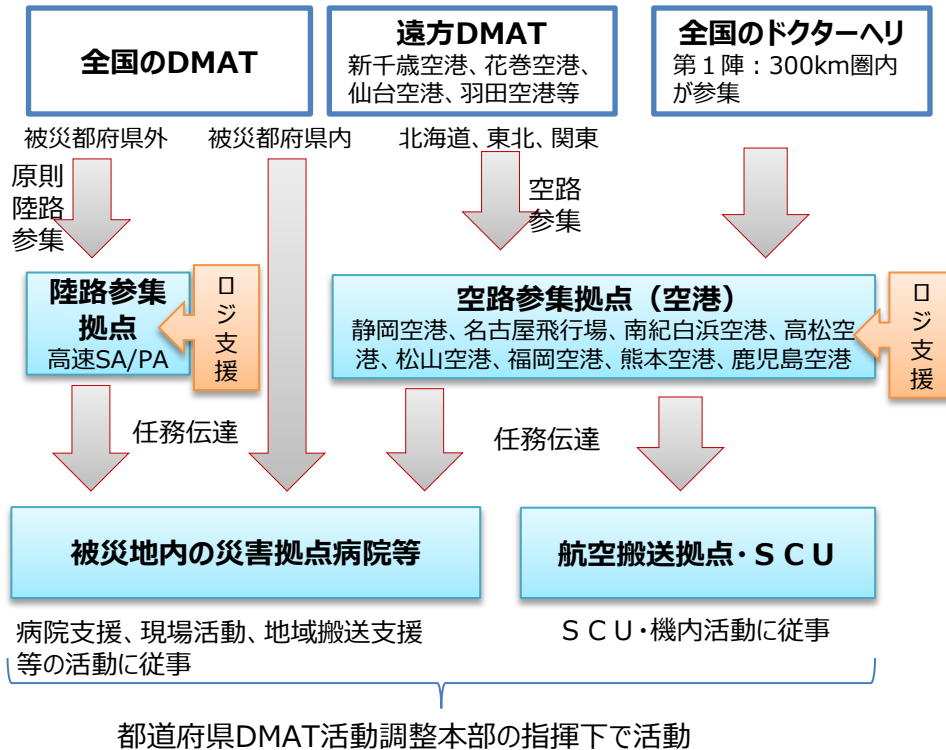 全国のDMAT
遠方DMAT
新千歳空港、花巻空港、
仙台空港、羽田空港等
全国のドクターヘリ
第１陣：300km圏内
が参集
被災都府県外
被災都府県内
北海道、東北、関東
原則
陸路
参集
空路
参集
陸路参集
拠点
高速SA/PA
ロジ支援
空路参集拠点（空港）
静岡空港、名古屋飛行場、南紀白浜空港、高松空
港、松山空港、福岡空港、熊本空港、鹿児島空港
ロジ支援
任務伝達
任務伝達
被災地内の災害拠点病院等
航空搬送拠点・ＳＣＵ
病院支援、現場活動、地域搬送支援
等の活動に従事
ＳＣＵ・機内活動に従事
都道府県DMAT活動調整本部の指揮下で活動